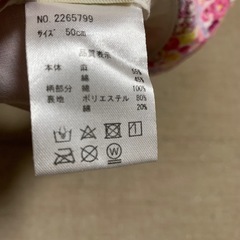 NO. 2265799
サイズ 50cm
品質表示
本体 麻 55%
綿 45%
柄部分 綿 100%
裏地 ポリエステル 80%
綿 20%